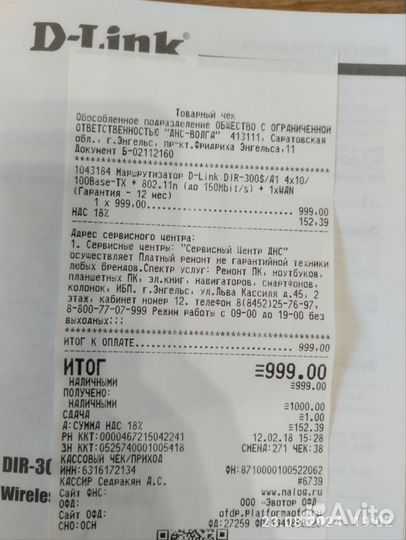 D-Link
Товарный чек
Обособленное подразделение ОБЩЕСТВО С ОГРАНИЧЕННОЙ
ОТВЕТСТВЕННОСТЬЮ "ДНС-ВОЛГА" 413111, Саратовская
обл., г.Энгельс, пр-кт.Фридриха Энгельса,11
Документ Б-02112160
1043184 Маршрутизатор D-Link DIR-300S/A1 4x10/
100Base-TX + 802.11n (до 150Mbit/s) + 1xWAN
(Гарантия - 12 мес)
1 x 999.00 999.00
НДС 18% 152.39
Адрес сервисного центра:
1. Сервисные центры: "Сервисный Центр ДНС"
осуществляет Платный ремонт не гарантийной техники
любых брендов.Спектр услуг: Ремонт ПК, ноутбуков,
планшетных ПК, эл.книг, навигаторов, смартфонов,
колонок, ИБП. г.Энгельс, ул.Льва Кассиля д.45, 2
этаж, кабинет номер 12. телефон 8(8452)25-76-97,
8-800-77-07-999 Режим работы с 09-00 до 19-00 без
выходных;;;
ИТОГ К ОПЛАТЕ 999.00
ИТОГ ≡999.00
НАЛИЧНЫМИ ≡999.00
ПОЛУЧЕНО:
НАЛИЧНЫМИ ≡1000.00
СДАЧА ≡1.00
А:СУММА НДС 18% ≡152.39
РН ККТ:0000467215042241 12.02.18 15:28
ЗН ККТ:0525740001005418 СМЕНА:271 ЧЕК:38
КАССОВЫЙ ЧЕК/ПРИХОД
ИНН:6316172134 ФН:8710000100522062
КАССИР Седракян А.С. #6739
Сайт ФНС: www.nalog.ru
ОФД: ООО "Эвотор ОФД"
Сайт ОФД:
СНО:ОСН ФД:27259
DIR-30
Wireles
23.08.2024
Avito